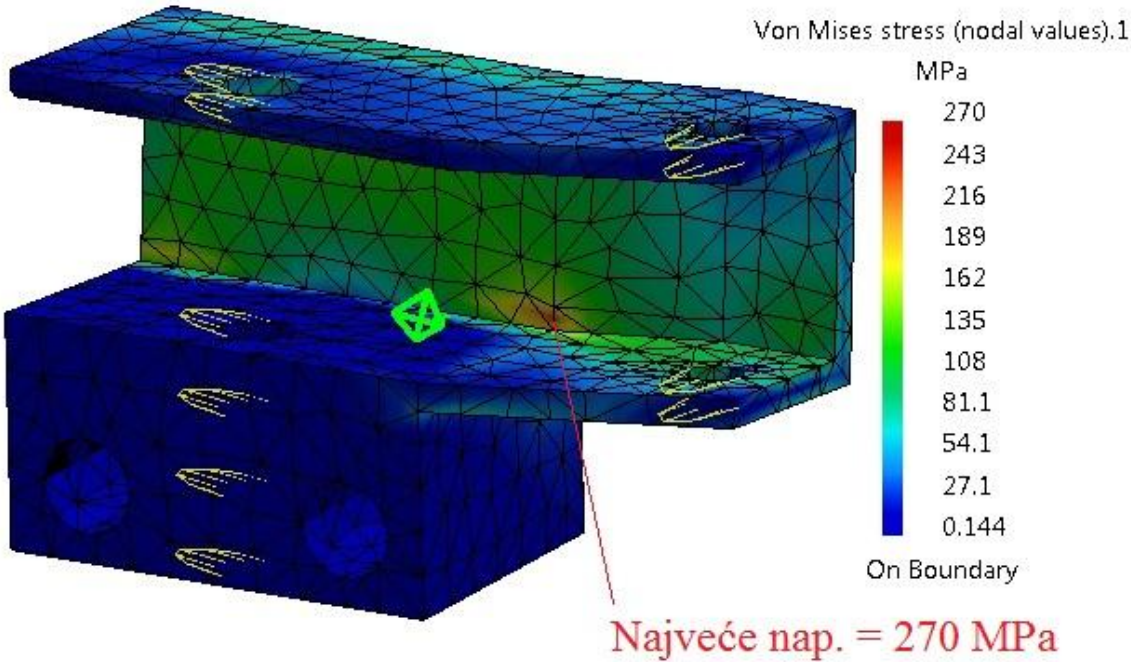 Von Mises stress (nodal values).1
MPa
270
243
216
189
162
135
108
81.1
54.1
27.1
0.144
On Boundary
Najveće nap. = 270 MPa